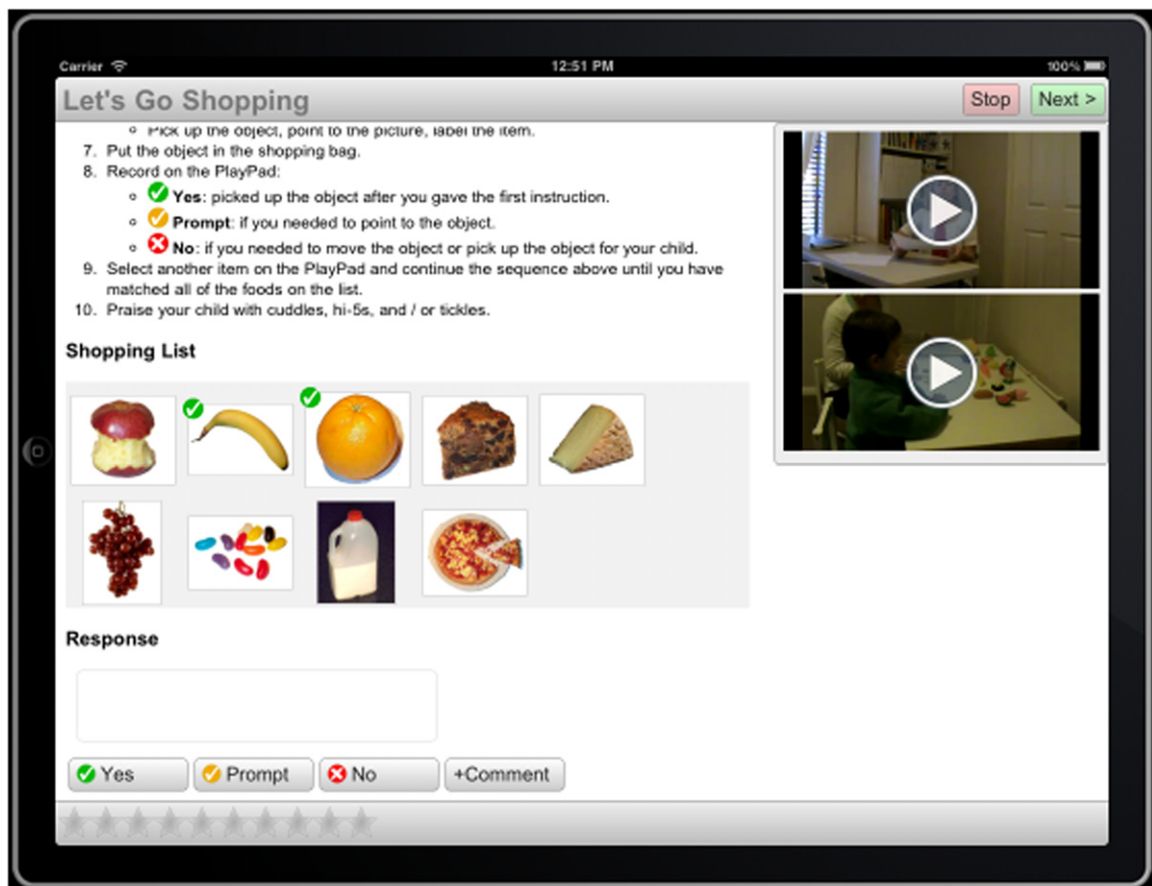 Carrier
12:51 PM
100%
Let's Go Shopping
Stop
Next >
Pick up the object, point to the picture, label the item.
7. Put the object in the shopping bag.
8. Record on the PlayPad:
Yes: picked up the object after you gave the first instruction.
Prompt: if you needed to point to the object.
No: if you needed to move the object or pick up the object for your child.
9. Select another item on the PlayPad and continue the sequence above until you have
matched all of the foods on the list.
10. Praise your child with cuddles, hi-5s, and / or tickles.
Shopping List
Response
Yes
Prompt
No
+Comment